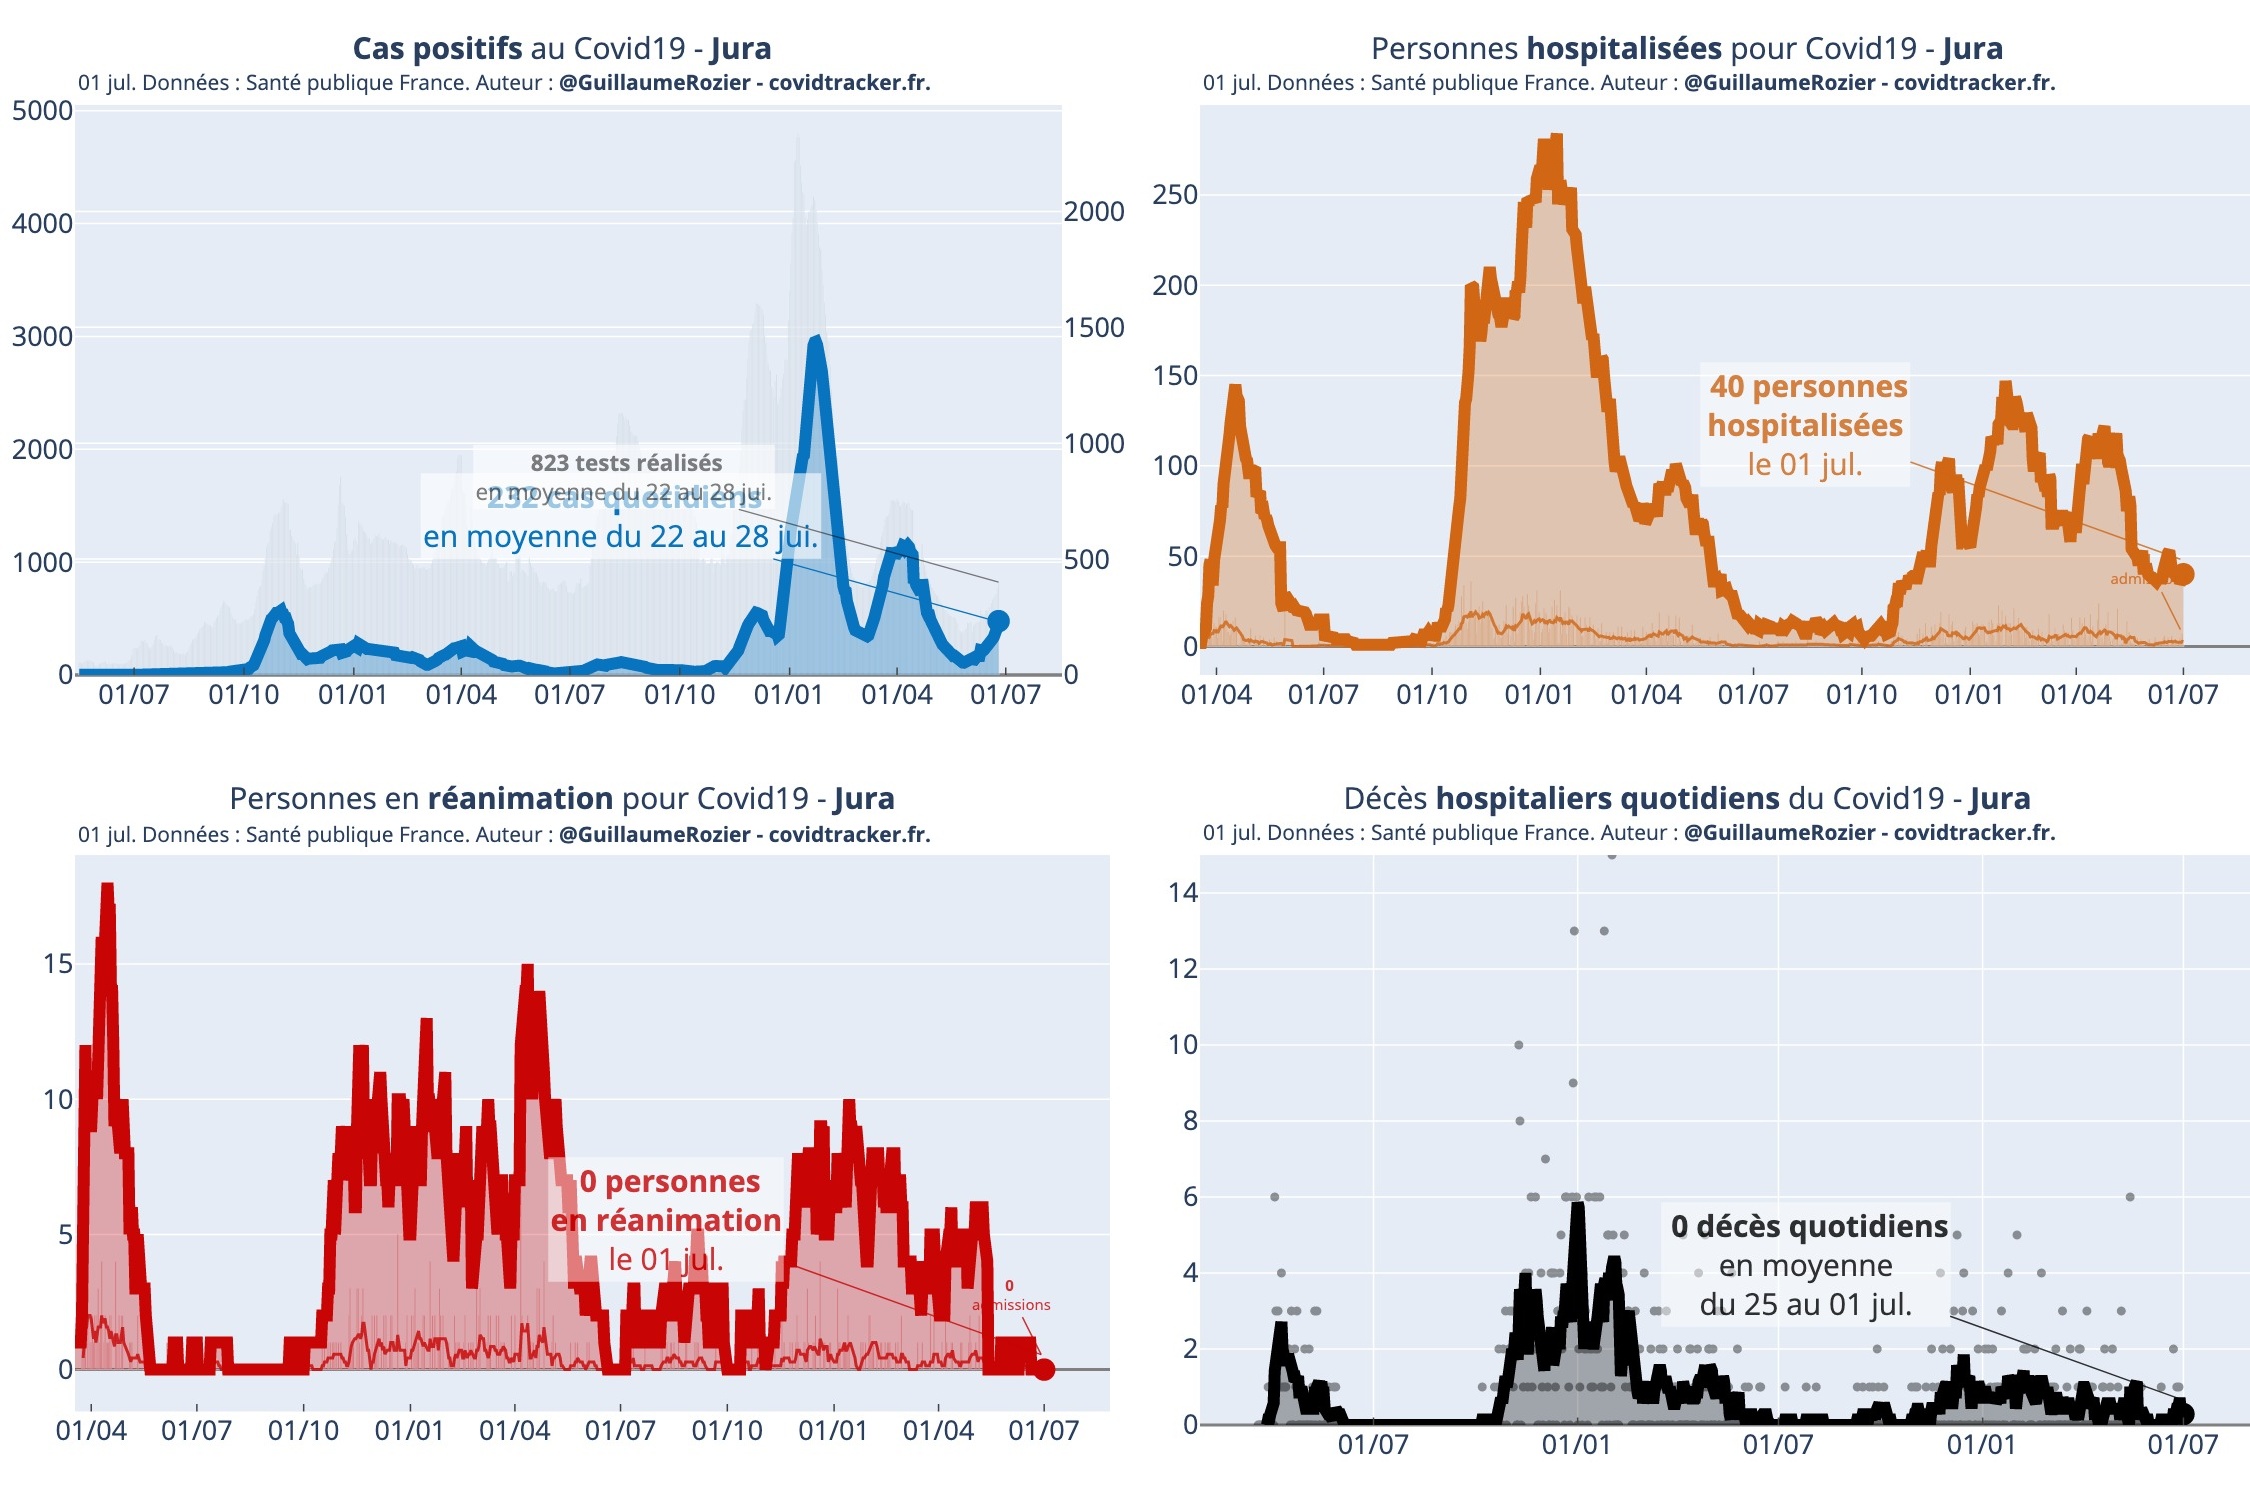 Cas positifs au Covid19 - Jura
01 jul. Données : Santé publique France. Auteur : @GuillaumeRozier - covidtracker.fr.
5000
4000
3000
2000
1000
0
2000
1500
1000
500
0
823 tests réalisés
en moyenne du 22 au 28 jui.
232 cas quotidiens
en moyenne du 22 au 28 jui.
01/07 01/10 01/01 01/04 01/07 01/10 01/01 01/04 01/07
Personnes hospitalisées pour Covid19 - Jura
01 jul. Données : Santé publique France. Auteur : @GuillaumeRozier - covidtracker.fr.
250
200
150
100
50
0
40 personnes
hospitalisées
le 01 jul.
01/04 01/07 01/10 01/01 01/04 01/07 01/10 01/01 01/04 01/07
Personnes en réanimation pour Covid19 - Jura
01 jul. Données : Santé publique France. Auteur : @GuillaumeRozier - covidtracker.fr.
15
10
5
0
0 personnes
en réanimation
le 01 jul.
0
admissions
01/04 01/07 01/10 01/01 01/04 01/07 01/10 01/01 01/04 01/07
Décès hospitaliers quotidiens du Covid19 - Jura
01 jul. Données : Santé publique France. Auteur : @GuillaumeRozier - covidtracker.fr.
14
12
10
8
6
4
2
0
0 décès quotidiens
en moyenne
du 25 au 01 jul.
01/07 01/01 01/07 01/01 01/07